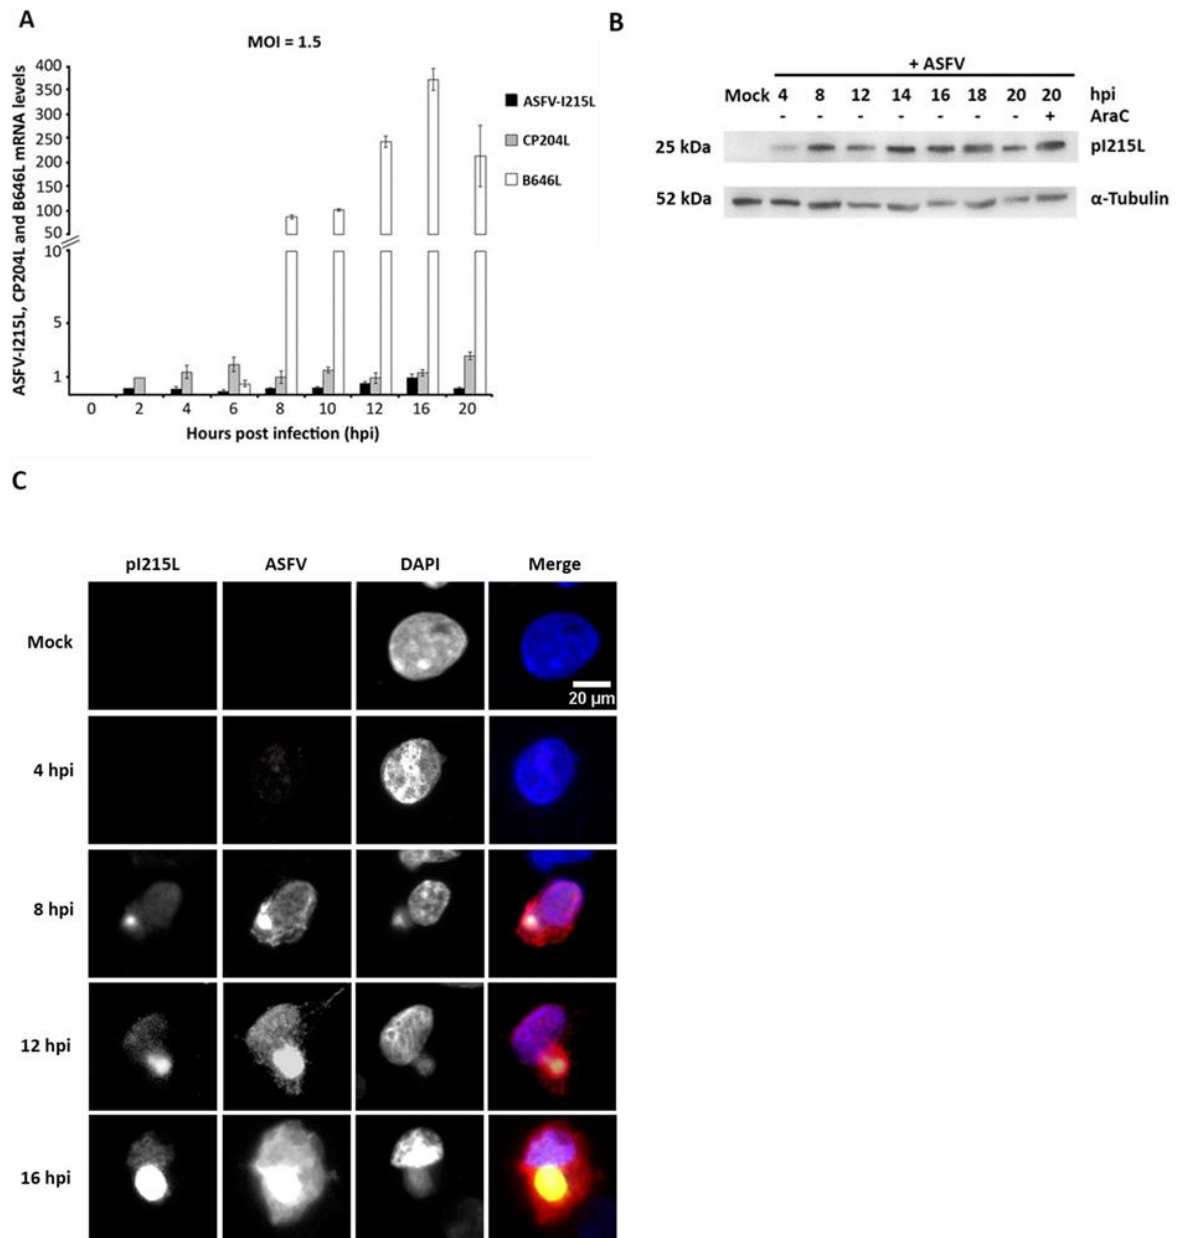 A
MOI = 1.5
ASFV-I215L, CP204L and B646L mRNA levels
400
350
300
250
200
150
100
50
10
5
1
ASFV-I215L
CP204L
B646L
0 2 4 6 8 10 12 16 20
Hours post infection (hpi)
B
+ ASFV
Mock 4 8 12 14 16 18 20 20 hpi
- - - - - - - + AraC
25 kDa pI215L
52 kDa α-Tubulin
C
pI215L ASFV DAPI Merge
Mock
20 µm
4 hpi
8 hpi
12 hpi
16 hpi